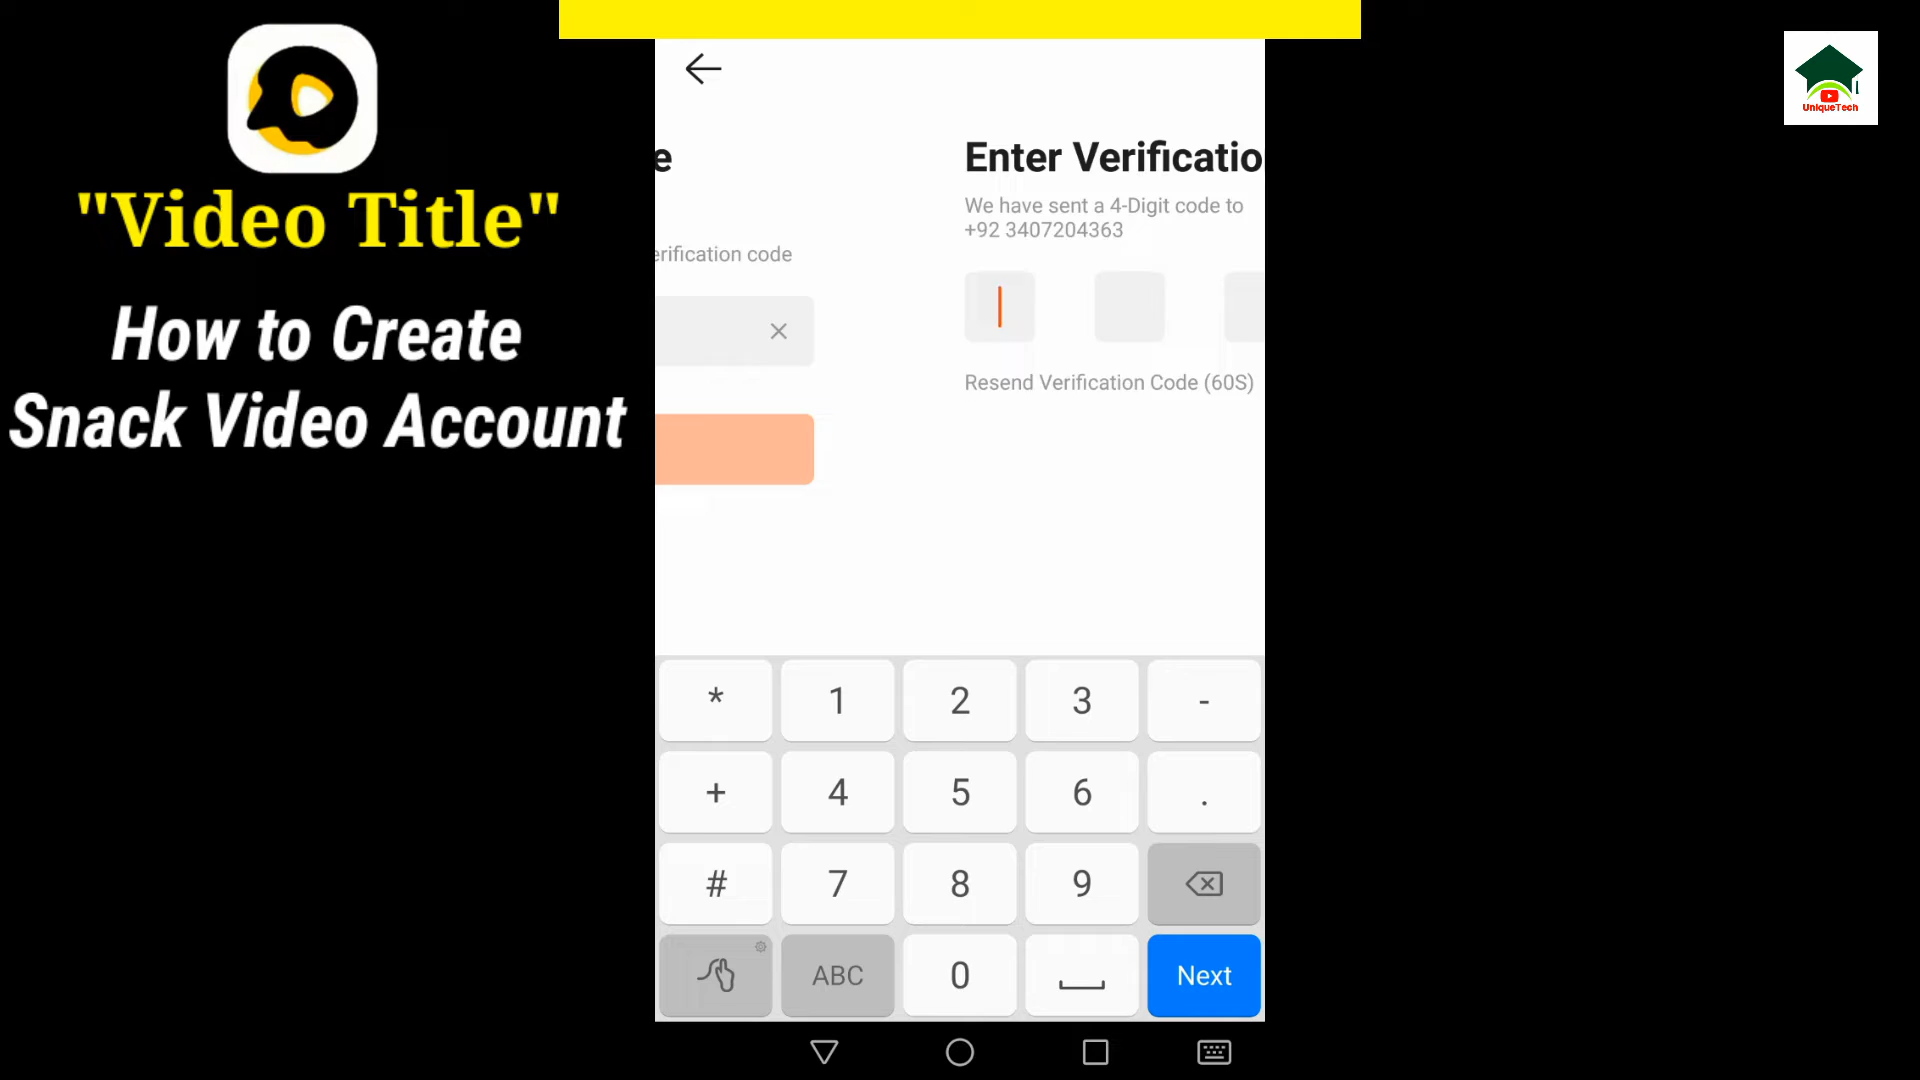 "Video Title"
How to Create
Snack Video Account
e
Enter Verificatio
We have sent a 4-Digit code to
+92 3407204363
erification code
Resend Verification Code (60S)
* 1 2 3 -
+ 4 5 6 .
# 7 8 9
ABC 0 Next
UniqueTech